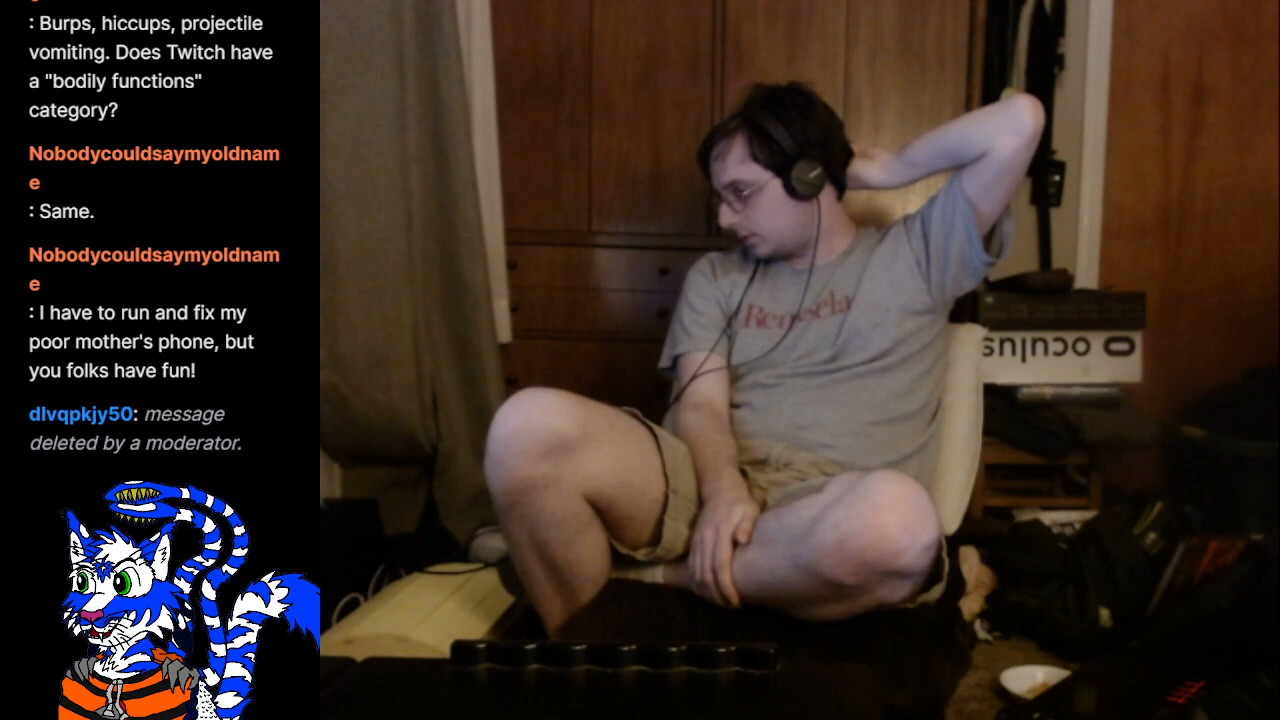 : Burps, hiccups, projectile
vomiting. Does Twitch have
a "bodily functions"
category?
Nobodycouldsaymyoldnam
e
: Same.
Nobodycouldsaymyoldnam
e
: I have to run and fix my
poor mother's phone, but
you folks have fun!
dlvqpkjy50: message
deleted by a moderator.
oculus